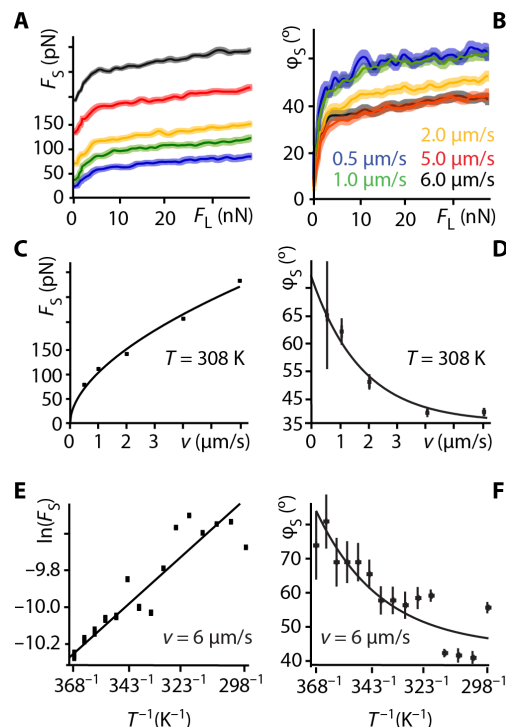 A
F_S (pN)
150
100
50
0
0
10
20
F_L (nN)
B
φ_S (°)
40
20
0
2.0 µm/s
0.5 µm/s
5.0 µm/s
1.0 µm/s
6.0 µm/s
0
10
20
F_L (nN)
C
F_S (pN)
150
100
50
0
T = 308 K
0 1 2 3 v (µm/s)
D
φ_S (°)
65
55
45
35
T = 308 K
0 1 2 3 v (µm/s)
E
ln(F_S)
−9.8
−10.0
−10.2
v = 6 µm/s
368⁻¹ 343⁻¹ 323⁻¹ 298⁻¹
T⁻¹(K⁻¹)
F
φ_S (°)
80
70
60
50
40
v = 6 µm/s
368⁻¹ 343⁻¹ 323⁻¹ 298⁻¹
T⁻¹(K⁻¹)